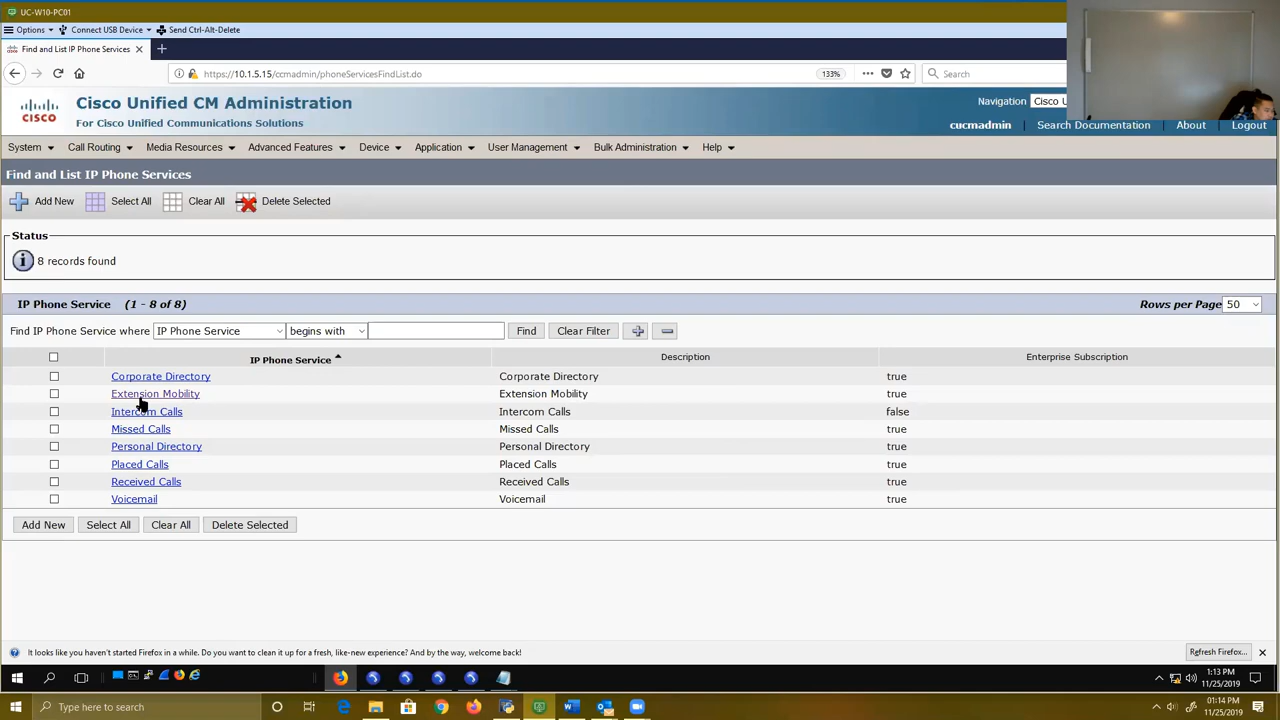 UC-W10-PC01
Options Connect USB Device Send Ctrl-Alt-Delete
Find and List IP Phone Services
https://10.1.5.15/ccmadmin/phoneServicesFindList.do 133% Search
CISCO
Cisco Unified CM Administration
For Cisco Unified Communications Solutions
Navigation Cisco U
cucmadmin Search Documentation About Logout
System Call Routing Media Resources Advanced Features Device Application User Management Bulk Administration Help
Find and List IP Phone Services
Add New Select All Clear All Delete Selected
Status
8 records found
IP Phone Service (1 - 8 of 8) Rows per Page 50
Find IP Phone Service where IP Phone Service begins with Find Clear Filter
IP Phone Service Description Enterprise Subscription
Corporate Directory Corporate Directory true
Extension Mobility Extension Mobility true
Intercom Calls Intercom Calls false
Missed Calls Missed Calls true
Personal Directory Personal Directory true
Placed Calls Placed Calls true
Received Calls Received Calls true
Voicemail Voicemail true
Add New Select All Clear All Delete Selected
It looks like you haven't started Firefox in a while. Do you want to clean it up for a fresh, like-new experience? And by the way, welcome back! Refresh Firefox...
1:13 PM
11/25/2019
Type here to search
01:14 PM
11/25/2019